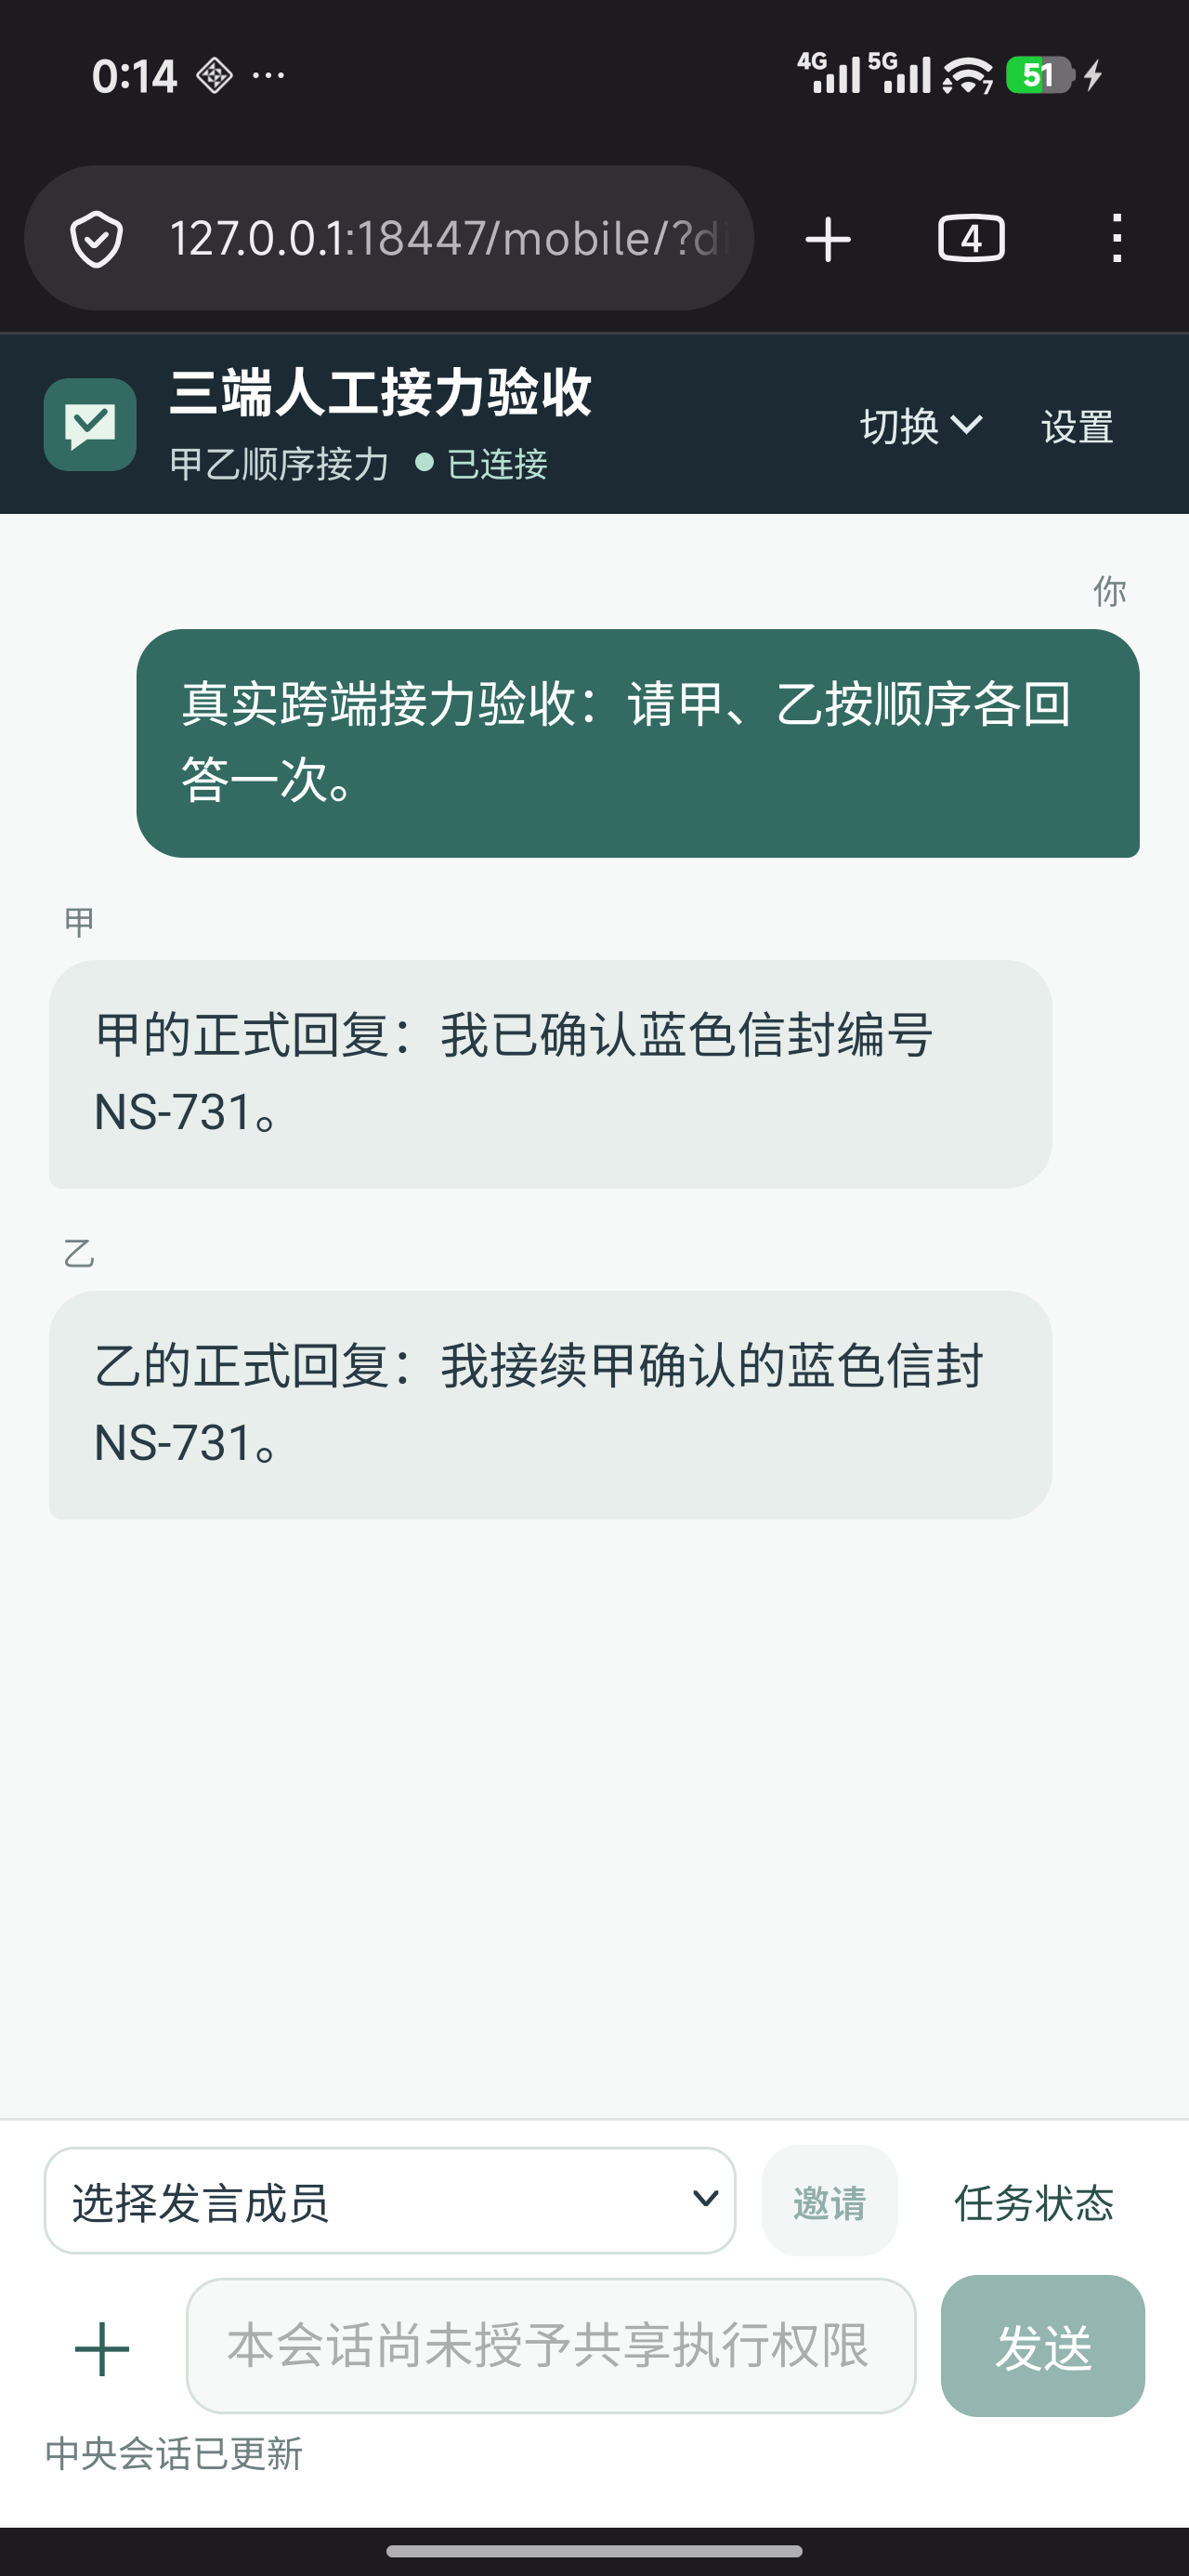 0:14 ··· 4G 5G 7 51
127.0.0.1:18447/mobile/?di
4
三端人工接力验收
甲乙顺序接力 已连接
切换 设置
你
真实跨端接力验收：请甲、乙按顺序各回
答一次。
甲
甲的正式回复：我已确认蓝色信封编号
NS-731。
乙
乙的正式回复：我接续甲确认的蓝色信封
NS-731。
选择发言成员 邀请 任务状态
本会话尚未授予共享执行权限 发送
中央会话已更新